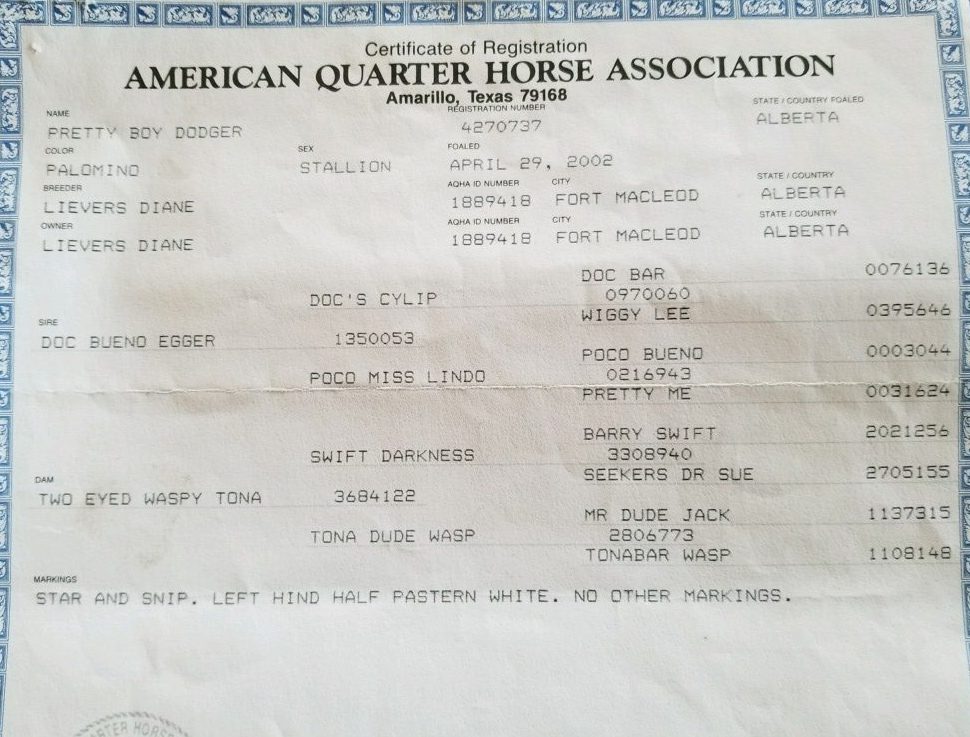 Certificate of Registration
AMERICAN QUARTER HORSE ASSOCIATION
Amarillo, Texas 79168
NAME REGISTRATION NUMBER STATE / COUNTRY FOALED
PRETTY BOY DODGER 4270737 ALBERTA
COLOR SEX FOALED
PALOMINO STALLION APRIL 29, 2002
BREEDER AQHA ID NUMBER CITY STATE / COUNTRY
LIEVERS DIANE 1889418 FORT MACLEOD ALBERTA
OWNER AQHA ID NUMBER CITY STATE / COUNTRY
LIEVERS DIANE 1889418 FORT MACLEOD ALBERTA
DOC BAR 0076136
DOC'S CYLIP 0970060
WIGGY LEE 0395646
SIRE
DOC BUENO EGGER 1350053
POCO BUENO 0003044
POCO MISS LINDO 0216943
PRETTY ME 0031624
BARRY SWIFT 2021256
SWIFT DARKNESS 3308940
SEEKERS DR SUE 2705155
DAM
TWO EYED WASPY TONA 3684122
MR DUDE JACK 1137315
TONA DUDE WASP 2806773
TONABAR WASP 1108148
MARKINGS
STAR AND SNIP. LEFT HIND HALF PASTERN WHITE. NO OTHER MARKINGS.